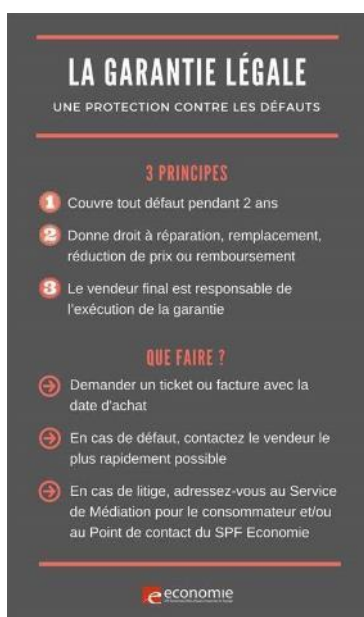 LA GARANTIE LÉGALE
UNE PROTECTION CONTRE LES DÉFAUTS
3 PRINCIPES
1 Couvre tout défaut pendant 2 ans
2 Donne droit à réparation, remplacement,
réduction de prix ou remboursement
3 Le vendeur final est responsable de
l'exécution de la garantie
QUE FAIRE ?
Demander un ticket ou facture avec la
date d'achat
En cas de défaut, contactez le vendeur le
plus rapidement possible
En cas de litige, adressez-vous au Service
de Médiation pour le consommateur et/ou
au Point de contact du SPF Economie
economie